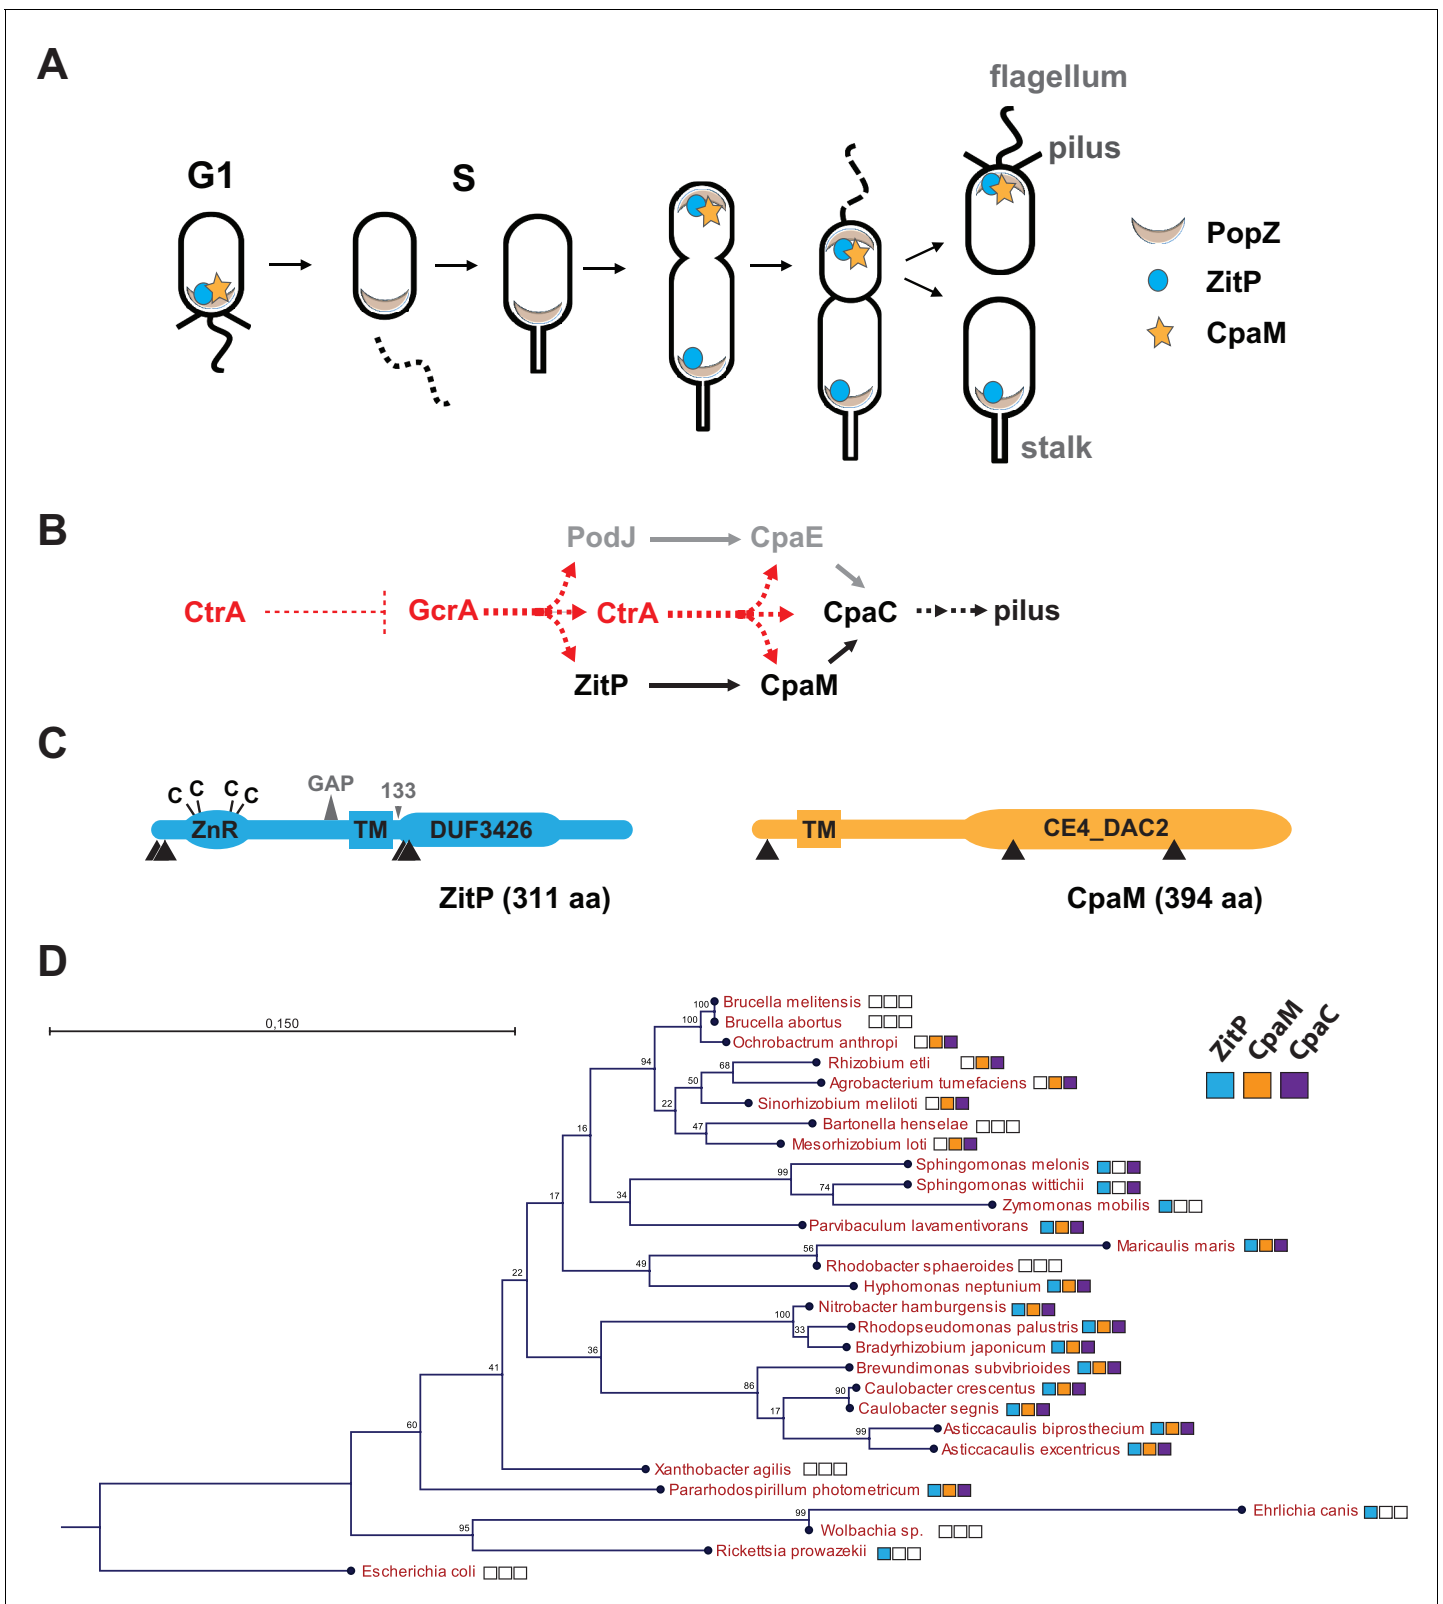 A
flagellum
pilus
G1
S
PopZ
ZitP
CpaM
stalk
B
PodJ
CpaE
CtrA
GcrA
CtrA
CpaC
pilus
ZitP
CpaM
C
C C C C
GAP
133
ZnR
TM
DUF3426
TM
CE4_DAC2
ZitP (311 aa)
CpaM (394 aa)
D
0,150
ZitP
CpaM
CpaC
100
Brucella melitensis
100
Brucella abortus
Ochrobactrum anthropi
94
68
Rhizobium etli
50
Agrobacterium tumefaciens
22
Sinorhizobium meliloti
47
Bartonella henselae
16
Mesorhizobium loti
99
Sphingomonas melonis
74
Sphingomonas wittichii
17
34
Zymomonas mobilis
Parvibaculum lavamentivorans
56
Maricaulis maris
49
Rhodobacter sphaeroides
22
Hyphomonas neptunium
100
Nitrobacter hamburgensis
33
Rhodopseudomonas palustris
36
Bradyrhizobium japonicum
41
Brevundimonas subvibrioides
86
90
Caulobacter crescentus
17
Caulobacter segnis
60
99
Asticcacaulis biprosthecium
Asticcacaulis excentricus
Xanthobacter agilis
Pararhodospirillum photometricum
99
Ehrlichia canis
95
Wolbachia sp.
Rickettsia prowazekii
Escherichia coli